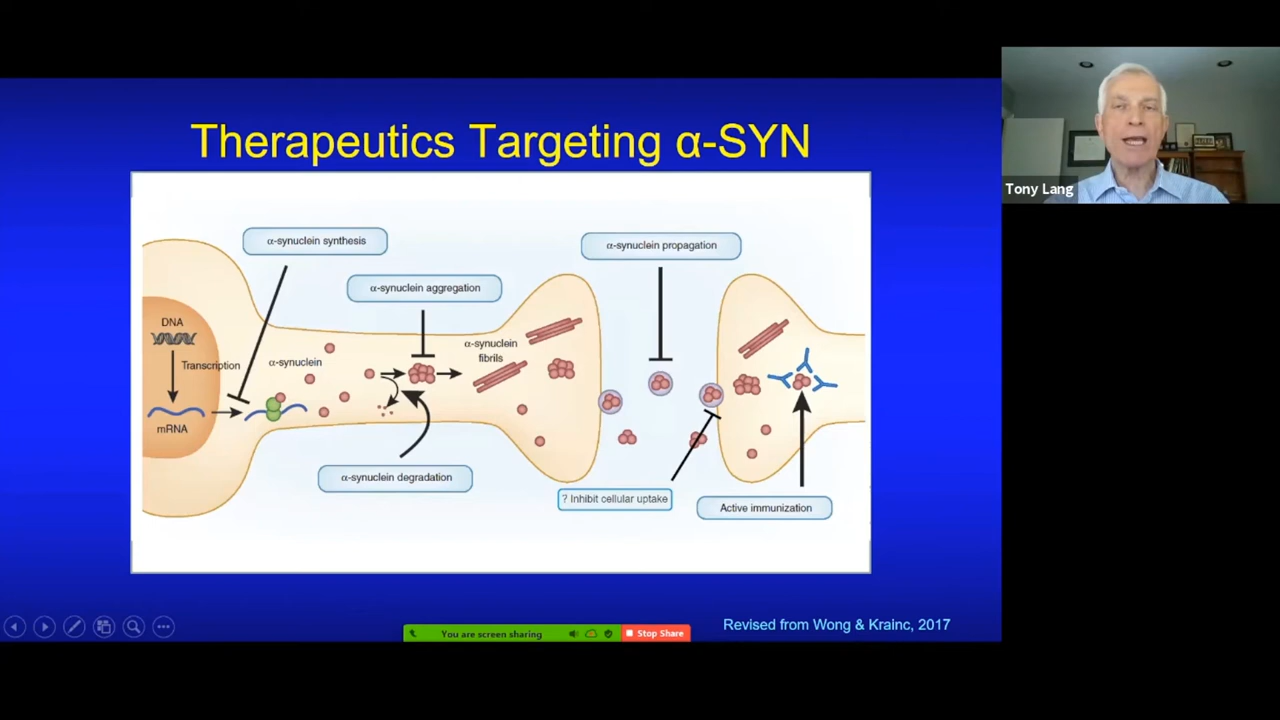 Therapeutics Targeting α-SYN
α-synuclein synthesis
α-synuclein propagation
α-synuclein aggregation
DNA
Transcription
α-synuclein
α-synuclein
fibrils
mRNA
α-synuclein degradation
? Inhibit cellular uptake
Active immunization
Revised from Wong & Krainc, 2017
You are screen sharing
Stop Share
Tony Lang